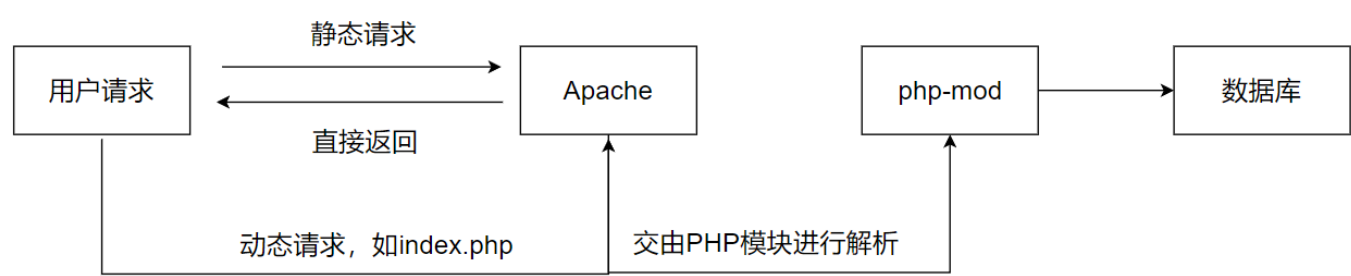 静态请求
用户请求
Apache
php-mod
数据库
直接返回
动态请求，如index.php
交由PHP模块进行解析